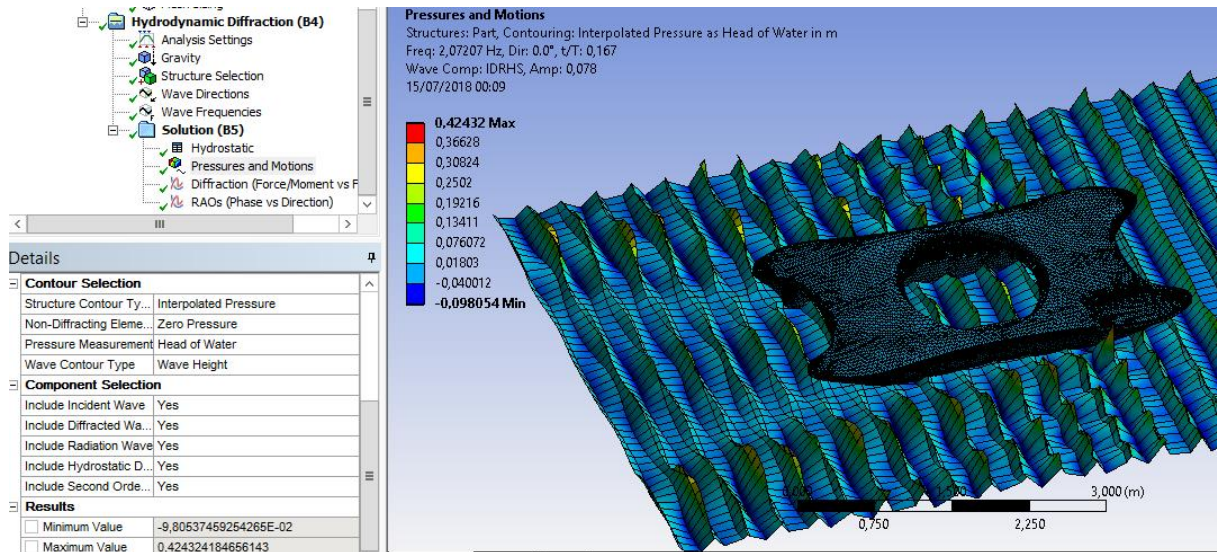 Hydrodynamic Diffraction (B4)
Analysis Settings
Gravity
Structure Selection
Wave Directions
Wave Frequencies
Solution (B5)
Hydrostatic
Pressures and Motions
Diffraction (Force/Moment vs F
RAOs (Phase vs Direction)
Details
Contour Selection
Structure Contour Ty... Interpolated Pressure
Non-Diffracting Eleme... Zero Pressure
Pressure Measurement Head of Water
Wave Contour Type Wave Height
Component Selection
Include Incident Wave Yes
Include Diffracted Wa... Yes
Include Radiation Wave Yes
Include Hydrostatic D... Yes
Include Second Orde... Yes
Results
Minimum Value -9,80537459254265E-02
Maximum Value 0,424324184656143
Pressures and Motions
Structures: Part, Contouring: Interpolated Pressure as Head of Water in m
Freq: 2,07207 Hz, Dir: 0.0°, t/T: 0,167
Wave Comp: IDRHS, Amp: 0,078
15/07/2018 00:09
0,42432 Max
0,36628
0,30824
0,2502
0,19216
0,13411
0,076072
0,01803
-0,040012
-0,098054 Min
3,000 (m)
0,750
2,250